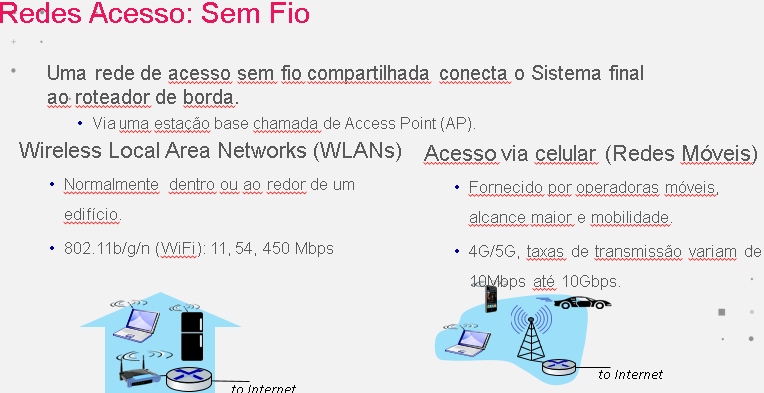 Redes Acesso: Sem Fio
Uma rede de acesso sem fio compartilhada conecta o Sistema final
ao roteador de borda.
• Via uma estação base chamada de Access Point (AP).
Wireless Local Area Networks (WLANs)
• Normalmente dentro ou ao redor de um
edifício.
• 802.11b/g/n (WiFi): 11, 54, 450 Mbps
to Internet
Acesso via celular (Redes Móveis)
• Fornecido por operadoras móveis,
alcance maior e mobilidade.
• 4G/5G, taxas de transmissão variam de
10Mbps até 10Gbps.
to Internet